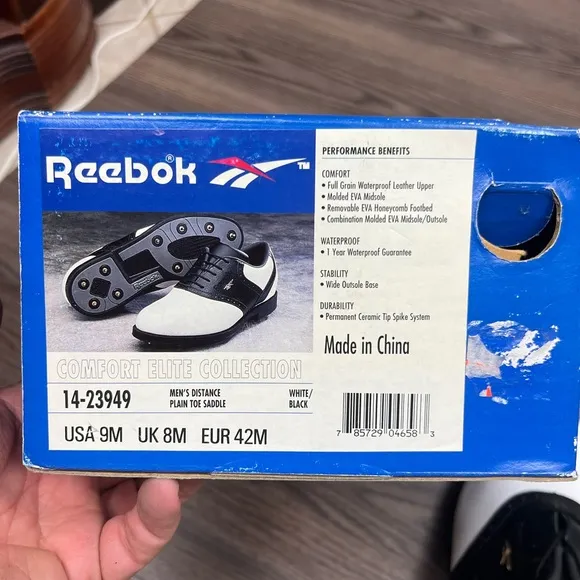 Reebok® ™
COMFORT ELITE COLLECTION
14-23949 MEN'S DISTANCE WHITE/
PLAIN TOE SADDLE BLACK
USA 9M UK 8M EUR 42M
PERFORMANCE BENEFITS
COMFORT
• Full Grain Waterproof Leather Upper
• Molded EVA Midsole
• Removable EVA Honeycomb Footbed
• Combination Molded EVA Midsole/Outsole
WATERPROOF
• 1 Year Waterproof Guarantee
STABILITY
• Wide Outsole Base
DURABILITY
• Permanent Ceramic Tip Spike System
Made in China
7 85729 04658 3